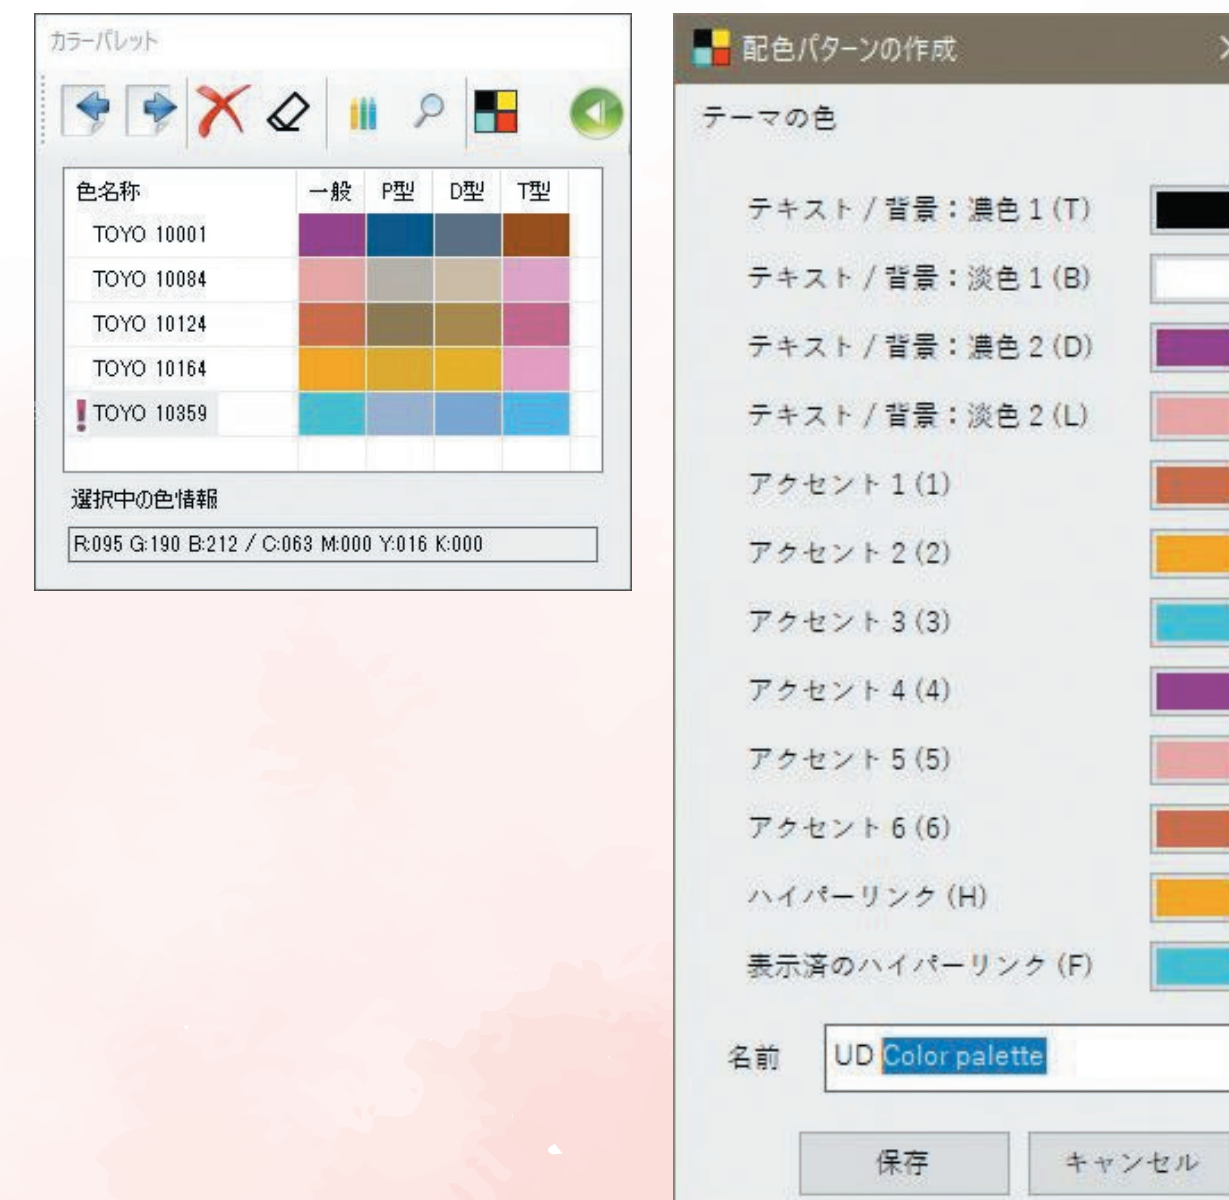 カラーパレット
色名称 一般 P型 D型 T型
TOYO 10001
TOYO 10084
TOYO 10124
TOYO 10164
TOYO 10359
選択中の色情報
R:095 G:190 B:212 / C:063 M:000 Y:016 K:000
配色パターンの作成
テーマの色
テキスト / 背景：濃色 1 (T)
テキスト / 背景：淡色 1 (B)
テキスト / 背景：濃色 2 (D)
テキスト / 背景：淡色 2 (L)
アクセント 1 (1)
アクセント 2 (2)
アクセント 3 (3)
アクセント 4 (4)
アクセント 5 (5)
アクセント 6 (6)
ハイパーリンク (H)
表示済のハイパーリンク (F)
名前 UD Color palette
保存 キャンセル